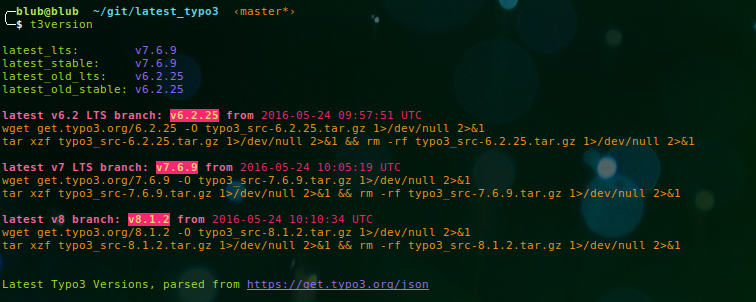 blub@blub ~/git/latest_typo3 ‹master*›
$ t3version
latest_lts: v7.6.9
latest_stable: v7.6.9
latest_old_lts: v6.2.25
latest_old_stable: v6.2.25
latest v6.2 LTS branch: v6.2.25 from 2016-05-24 09:57:51 UTC
wget get.typo3.org/6.2.25 -O typo3_src-6.2.25.tar.gz 1>/dev/null 2>&1
tar xzf typo3_src-6.2.25.tar.gz 1>/dev/null 2>&1 && rm -rf typo3_src-6.2.25.tar.gz 1>/dev/null 2>&1
latest v7 LTS branch: v7.6.9 from 2016-05-24 10:05:19 UTC
wget get.typo3.org/7.6.9 -O typo3_src-7.6.9.tar.gz 1>/dev/null 2>&1
tar xzf typo3_src-7.6.9.tar.gz 1>/dev/null 2>&1 && rm -rf typo3_src-7.6.9.tar.gz 1>/dev/null 2>&1
latest v8 branch: v8.1.2 from 2016-05-24 10:10:34 UTC
wget get.typo3.org/8.1.2 -O typo3_src-8.1.2.tar.gz 1>/dev/null 2>&1
tar xzf typo3_src-8.1.2.tar.gz 1>/dev/null 2>&1 && rm -rf typo3_src-8.1.2.tar.gz 1>/dev/null 2>&1
Latest Typo3 Versions, parsed from https://get.typo3.org/json